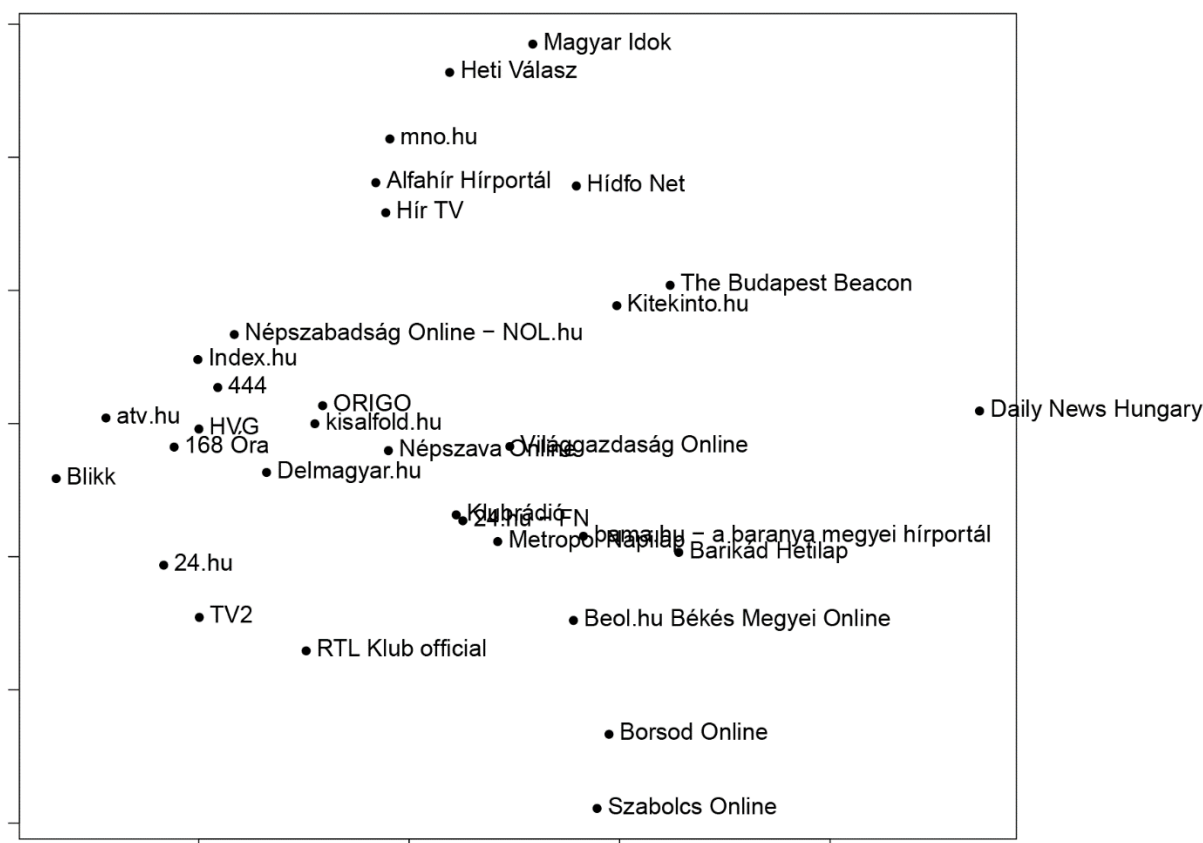 Magyar Idok
Heti Válasz
mno.hu
Alfahír Hírportál
Hídfo Net
Hír TV
The Budapest Beacon
Kitekinto.hu
Népszabadság Online − NOL.hu
Index.hu
444
ORIGO
Daily News Hungary
atv.hu
kisalfold.hu
HVG
168 Óra
Népszava Online
Világgazdaság Online
Delmagyar.hu
Blikk
Klubrádió
24.hu − FN
bama.hu − a baranya megyei hírportál
Metropol Napilap
Barikád Hetilap
24.hu
TV2
Beol.hu Békés Megyei Online
RTL Klub official
Borsod Online
Szabolcs Online